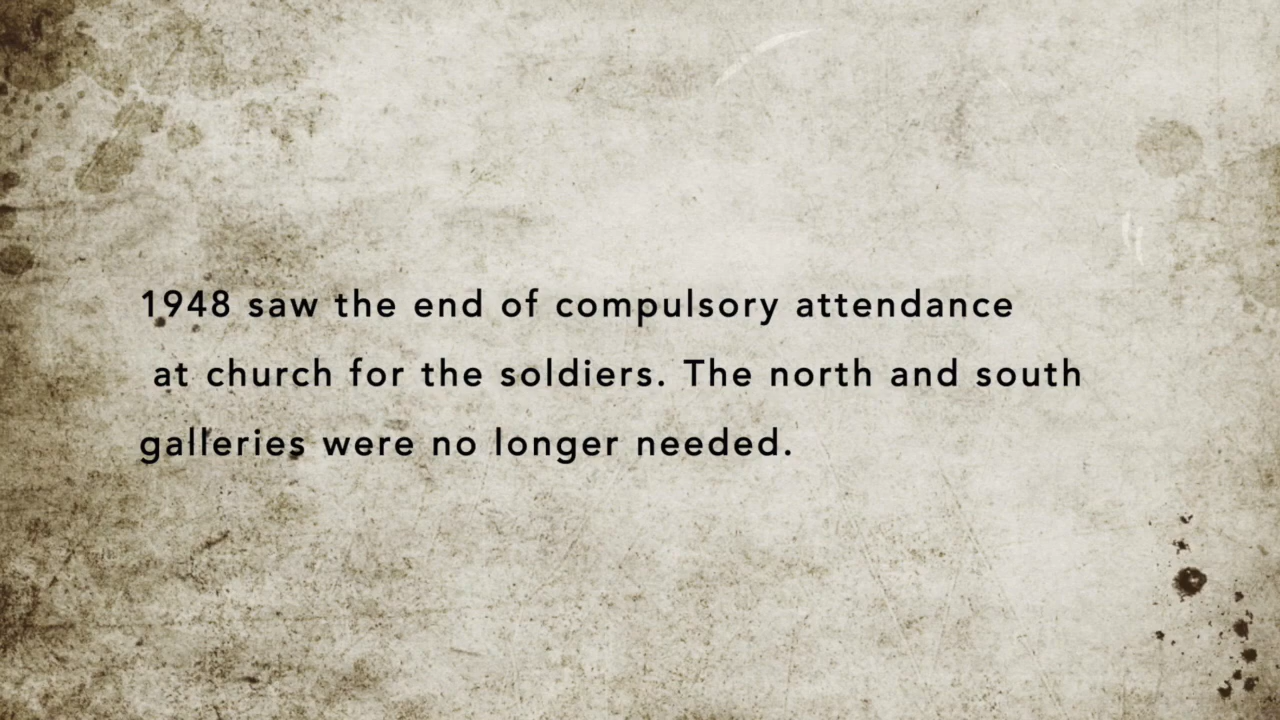 1948 saw the end of compulsory attendance
at church for the soldiers. The north and south
galleries were no longer needed.